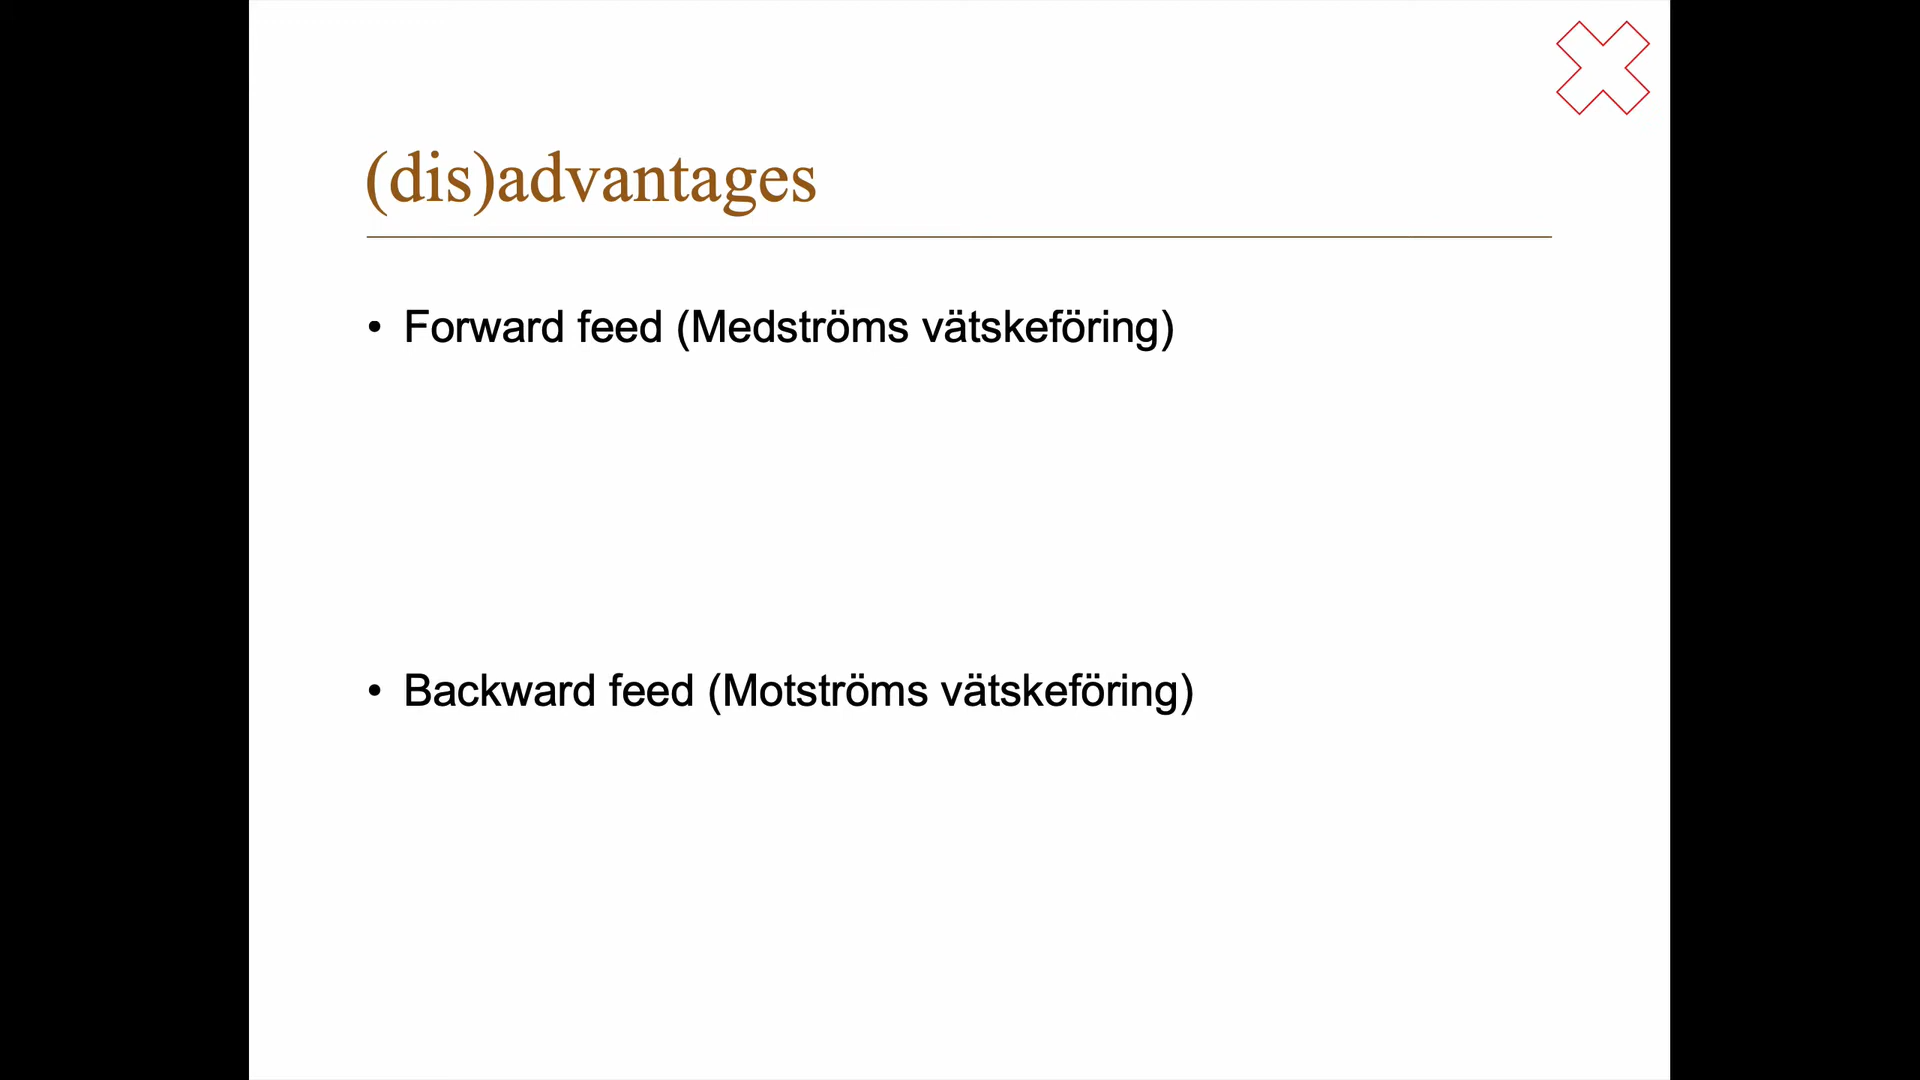 (dis)advantages
• Forward feed (Medströms vätskeföring)
• Backward feed (Motströms vätskeföring)